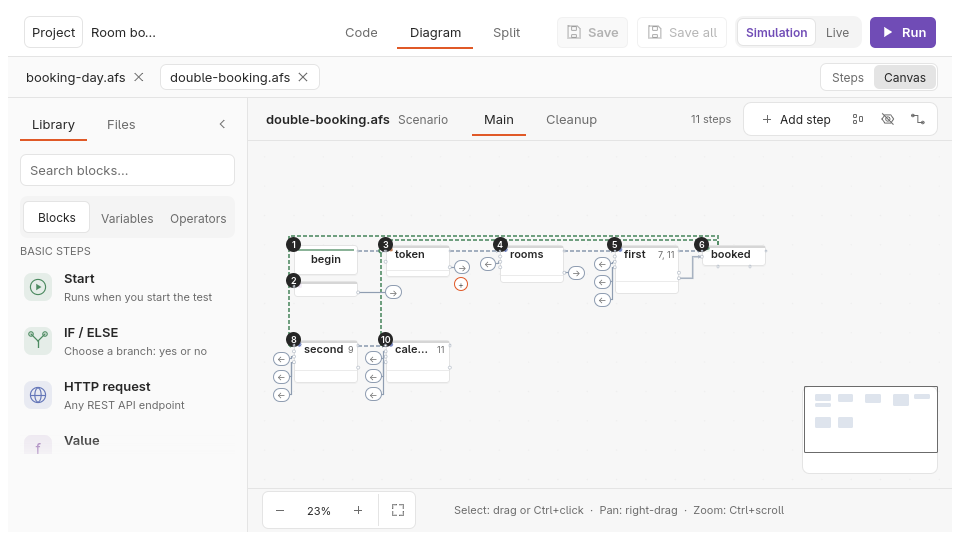 Project Room bo... Code Diagram Split Save Save all Simulation Live Run
booking-day.afs double-booking.afs Steps Canvas
Library Files
double-booking.afs Scenario Main Cleanup 11 steps Add step
Search blocks...
Blocks Variables Operators
BASIC STEPS
Start
Runs when you start the test
IF / ELSE
Choose a branch: yes or no
HTTP request
Any REST API endpoint
f Value
1 begin
2
3 token
4 rooms
5 first 7, 11
6 booked
8 second 9
10 cale... 11
23%
Select: drag or Ctrl+click · Pan: right-drag · Zoom: Ctrl+scroll